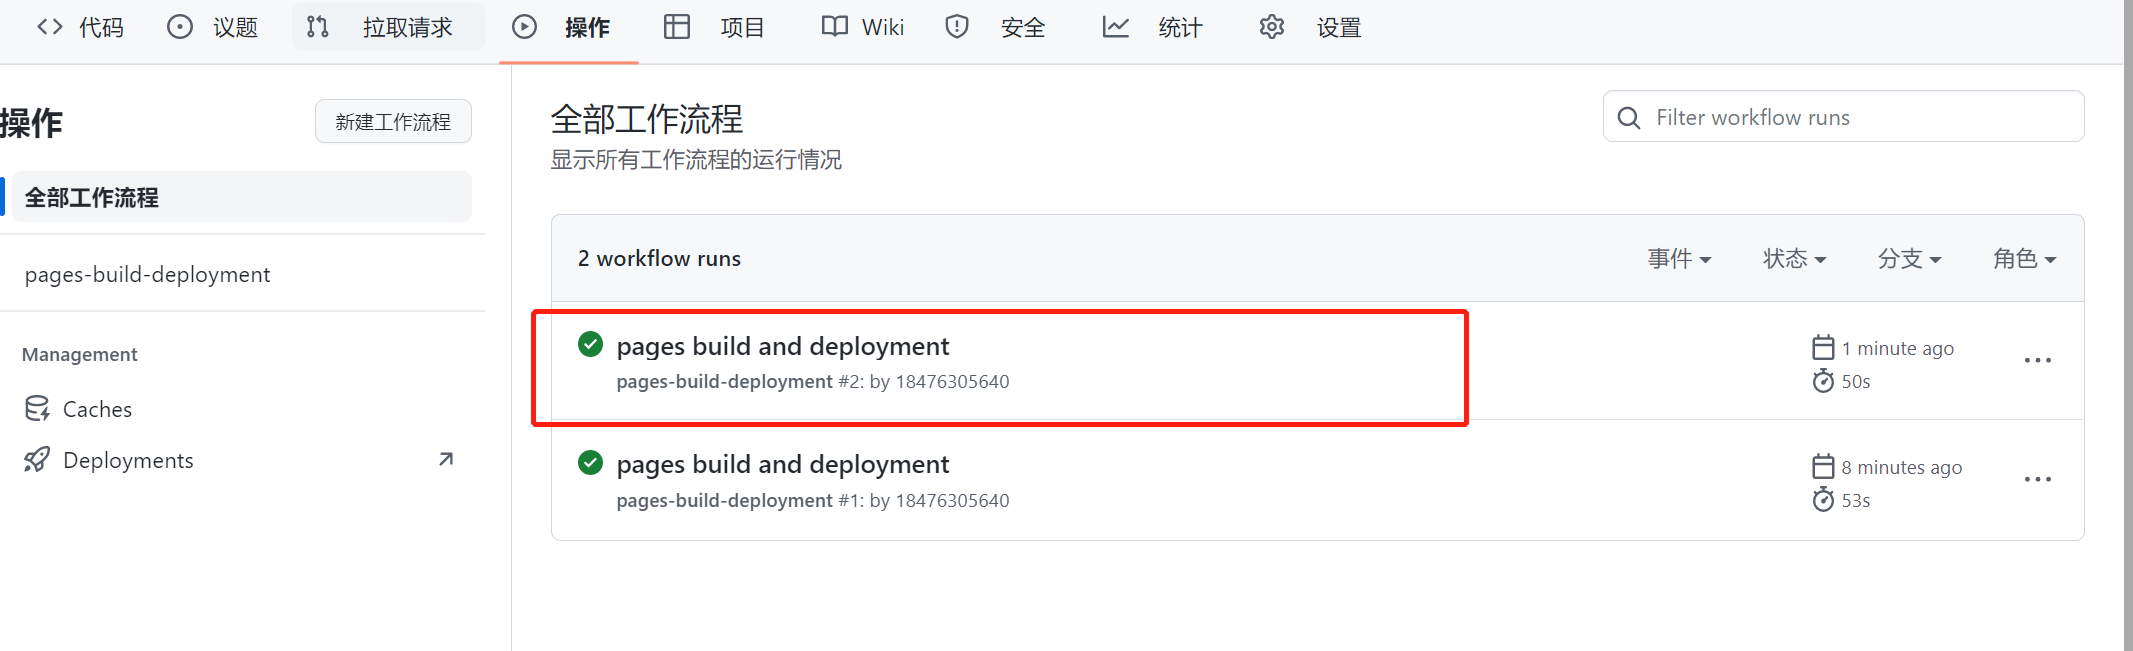 代码 议题 拉取请求 操作 项目 Wiki 安全 统计 设置
操作
新建工作流程
全部工作流程
pages-build-deployment
Management
Caches
Deployments
全部工作流程
显示所有工作流程的运行情况
Filter workflow runs
2 workflow runs
事件 状态 分支 角色
pages build and deployment
pages-build-deployment #2: by 18476305640
1 minute ago
50s
pages build and deployment
pages-build-deployment #1: by 18476305640
8 minutes ago
53s